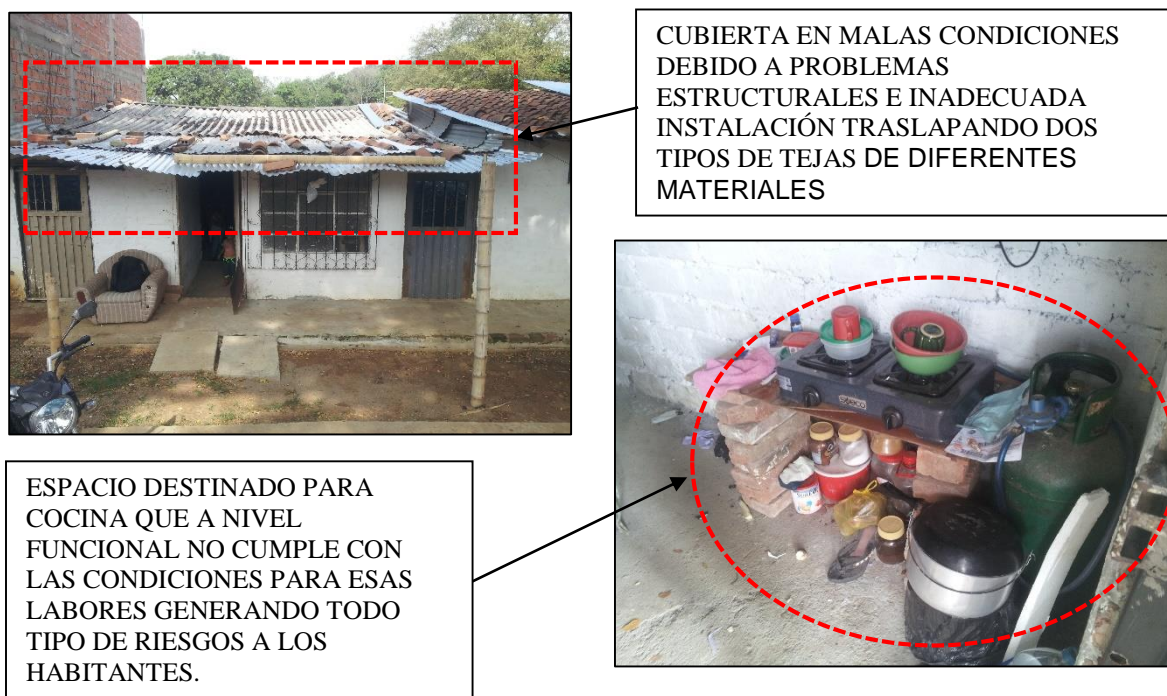 CUBIERTA EN MALAS CONDICIONES
DEBIDO A PROBLEMAS
ESTRUCTURALES E INADECUADA
INSTALACIÓN TRASLAPANDO DOS
TIPOS DE TEJAS DE DIFERENTES
MATERIALES
ESPACIO DESTINADO PARA
COCINA QUE A NIVEL
FUNCIONAL NO CUMPLE CON
LAS CONDICIONES PARA ESAS
LABORES GENERANDO TODO
TIPO DE RIESGOS A LOS
HABITANTES.